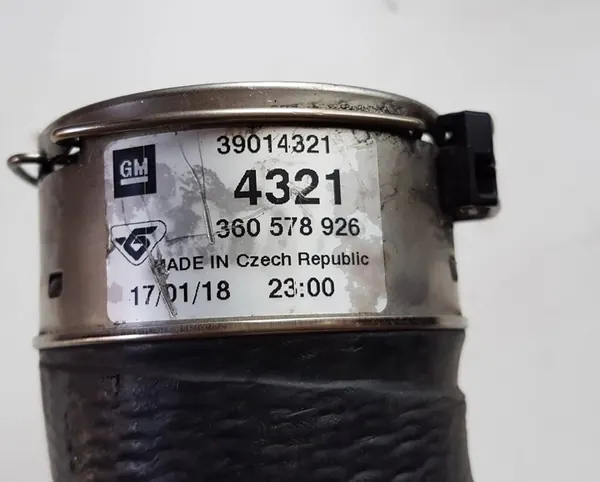 GM
39014321
4321
360 578 926
MADE IN Czech Republic
17/01/18 23:00